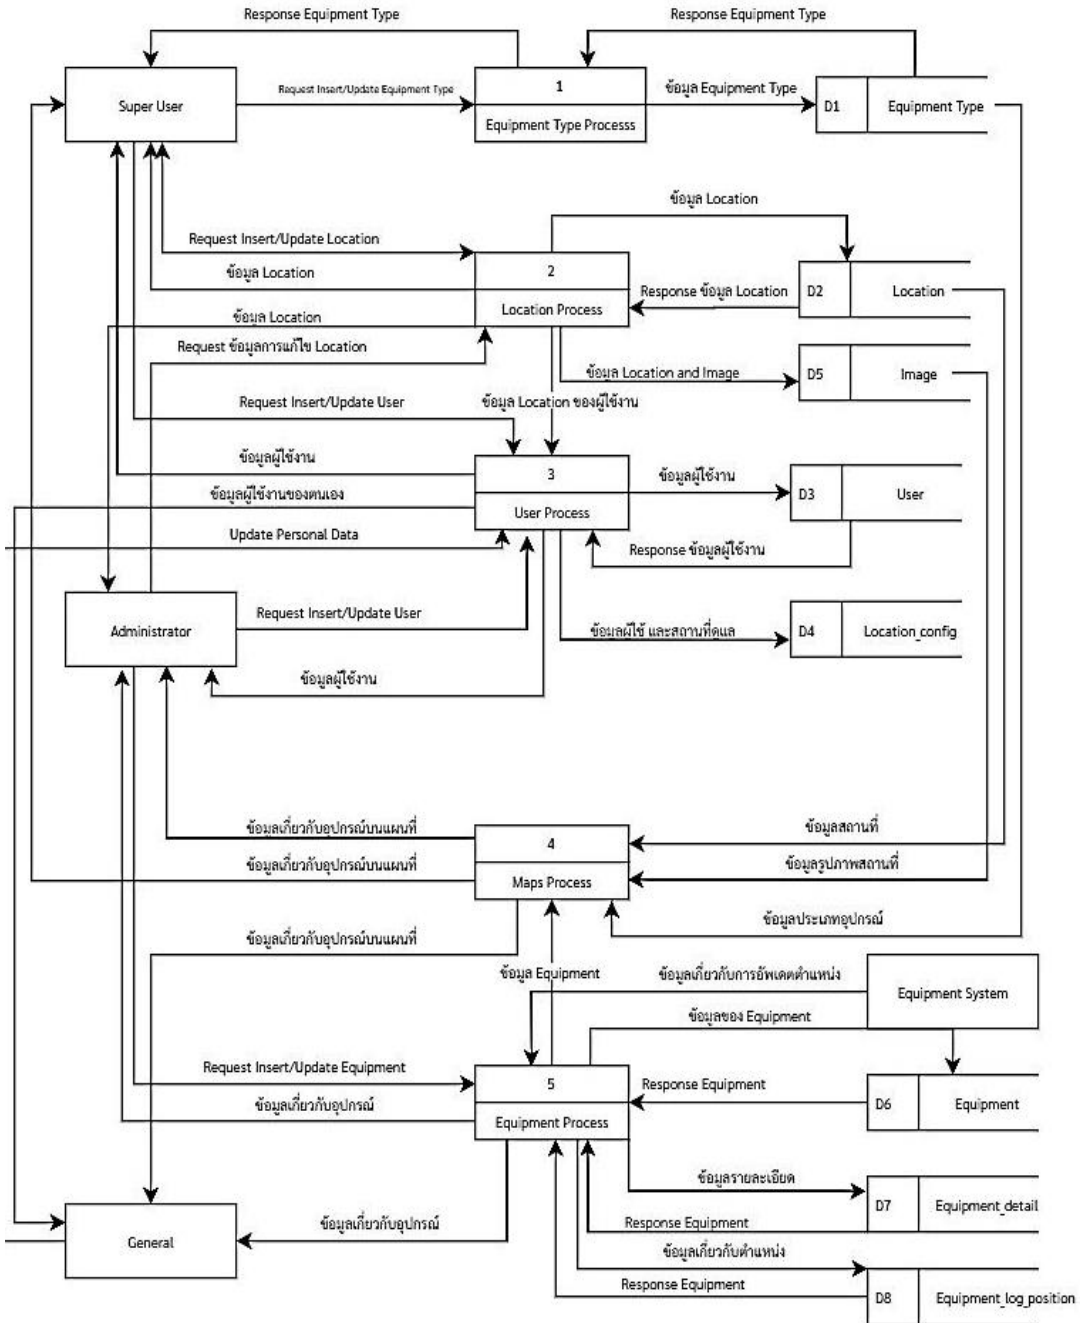 Response Equipment Type
Response Equipment Type
Super User
Request Insert/Update Equipment Type
1
Equipment Type Processs
ข้อมูล Equipment Type
D1
Equipment Type
ข้อมูล Location
Request Insert/Update Location
ข้อมูล Location
2
Location Process
Response ข้อมูล Location
D2
Location
ข้อมูล Location
Request ข้อมูลการแก้ไข Location
ข้อมูล Location and Image
D5
Image
Request Insert/Update User
ข้อมูล Location ของผู้ใช้งาน
ข้อมูลผู้ใช้งาน
3
User Process
ข้อมูลผู้ใช้งาน
D3
User
ข้อมูลผู้ใช้งานของตนเอง
Update Personal Data
Response ข้อมูลผู้ใช้งาน
Administrator
Request Insert/Update User
ข้อมูลผู้ใช้ และสถานที่ดูแล
D4
Location_config
ข้อมูลผู้ใช้งาน
ข้อมูลเกี่ยวกับอุปกรณ์บนแผนที่
4
Maps Process
ข้อมูลสถานที่
ข้อมูลเกี่ยวกับอุปกรณ์บนแผนที่
ข้อมูลรูปภาพสถานที่
ข้อมูลประเภทอุปกรณ์
ข้อมูลเกี่ยวกับอุปกรณ์บนแผนที่
ข้อมูล Equipment
ข้อมูลเกี่ยวกับการอัพเดตตำแหน่ง
Equipment System
ข้อมูลของ Equipment
Request Insert/Update Equipment
5
Equipment Process
Response Equipment
D6
Equipment
ข้อมูลเกี่ยวกับอุปกรณ์
ข้อมูลรายละเอียด
D7
Equipment_detail
General
ข้อมูลเกี่ยวกับอุปกรณ์
Response Equipment
ข้อมูลเกี่ยวกับตำแหน่ง
Response Equipment
D8
Equipment_log_position